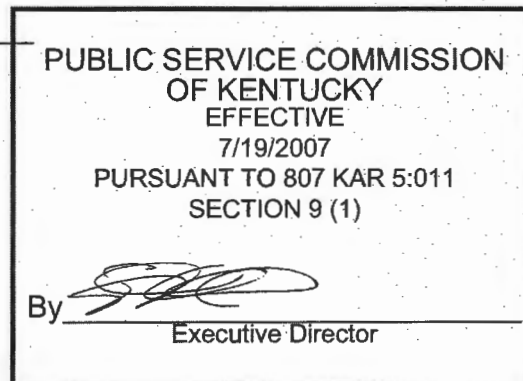 PUBLIC SERVICE COMMISSION
OF KENTUCKY
EFFECTIVE
7/19/2007
PURSUANT TO 807 KAR 5:011
SECTION 9 (1)
By
Executive Director